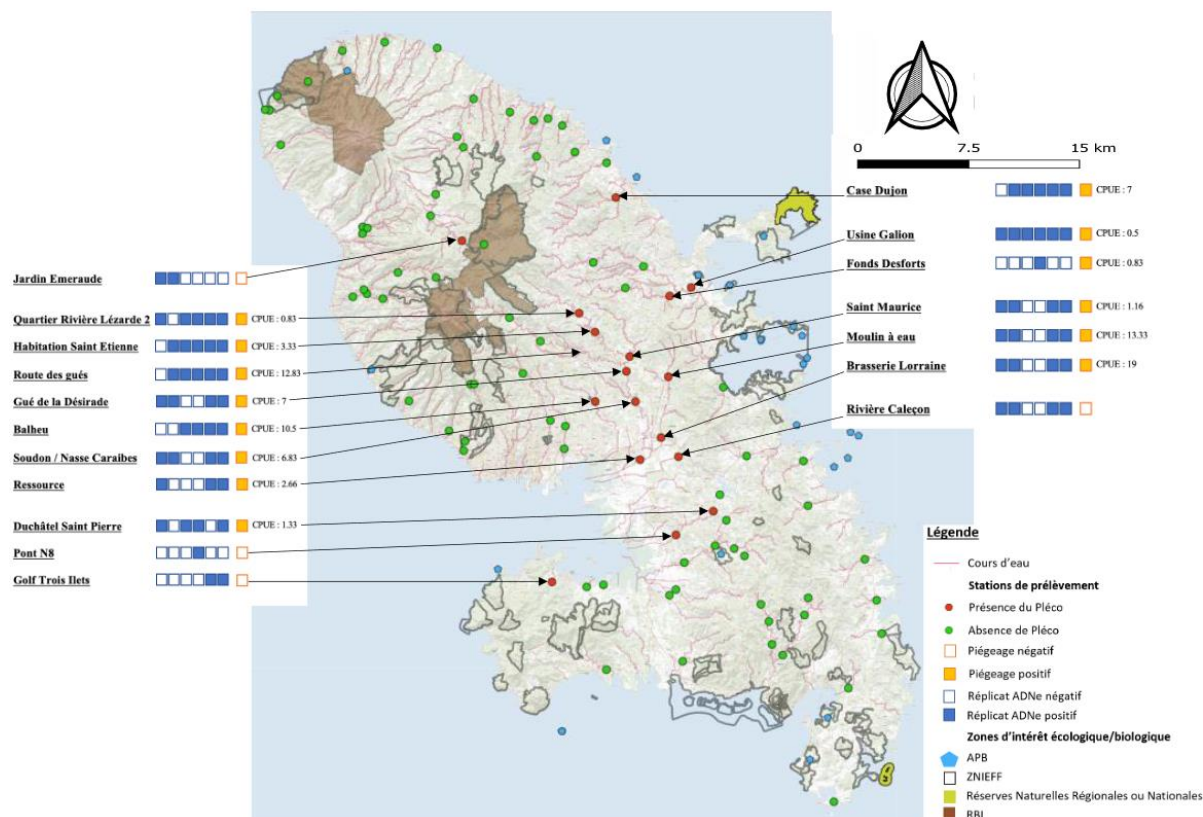 0 7.5 15 km
Case Dujon CPUE : 7
Usine Galion CPUE : 0.5
Fonds Desforts CPUE : 0.83
Saint Maurice CPUE : 1.16
Moulin à eau CPUE : 13.33
Brasserie Lorraine CPUE : 19
Rivière Caleçon
Jardin Emeraude
Quartier Rivière Lézarde 2 CPUE : 0.83
Habitation Saint Etienne CPUE : 3.33
Route des gués CPUE : 12.83
Gué de la Désirade CPUE : 7
Balheu CPUE : 10.5
Soudon / Nasse Caraibes CPUE : 6.83
Ressource CPUE : 2.66
Duchâtel Saint Pierre CPUE : 1.33
Pont N8
Golf Trois Ilets
Légende
Cours d'eau
Stations de prélèvement
Présence du Pléco
Absence de Pléco
Piégeage négatif
Piégeage positif
Réplicat ADNe négatif
Réplicat ADNe positif
Zones d'intérêt écologique/biologique
APB
ZNIEFF
Réserves Naturelles Régionales ou Nationales
RBI